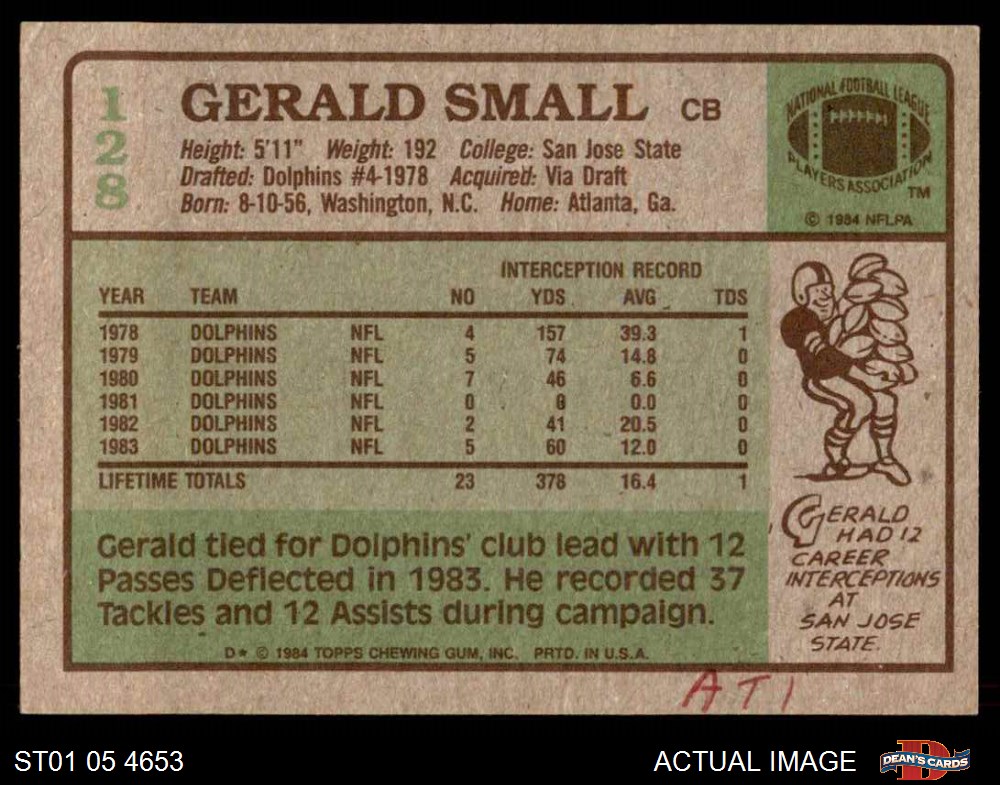 128
GERALD SMALL CB
Height: 5'11" Weight: 192 College: San Jose State
Drafted: Dolphins #4-1978 Acquired: Via Draft
Born: 8-10-56, Washington, N.C. Home: Atlanta, Ga.
NATIONAL FOOTBALL LEAGUE
PLAYERS ASSOCIATION
TM
© 1984 NFLPA
INTERCEPTION RECORD
YEAR TEAM NO YDS AVG TDS
1978 DOLPHINS NFL 4 157 39.3 1
1979 DOLPHINS NFL 5 74 14.8 0
1980 DOLPHINS NFL 7 46 6.6 0
1981 DOLPHINS NFL 0 0 0.0 0
1982 DOLPHINS NFL 2 41 20.5 0
1983 DOLPHINS NFL 5 60 12.0 0
LIFETIME TOTALS 23 378 16.4 1
Gerald tied for Dolphins' club lead with 12
Passes Deflected in 1983. He recorded 37
Tackles and 12 Assists during campaign.
D* © 1984 TOPPS CHEWING GUM, INC. PRTD. IN U.S.A.
GERALD
HAD 12
CAREER
INTERCEPTIONS
AT
SAN JOSE
STATE.
ATI
ST01 05 4653
ACTUAL IMAGE
D
DEAN'S CARDS